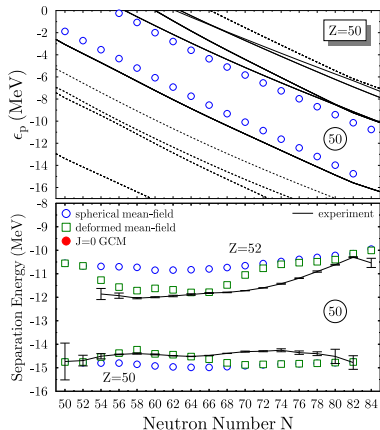 0
-2
-4
-6
-8
-10
-12
-14
-16
ϵp (MeV)
Z=50
50
-8
-9
-10
-11
-12
-13
-14
-15
-16
Separation Energy (MeV)
spherical mean-field
deformed mean-field
J=0 GCM
experiment
Z=52
50
Z=50
50 52 54 56 58 60 62 64 66 68 70 72 74 76 78 80 82 84
Neutron Number N